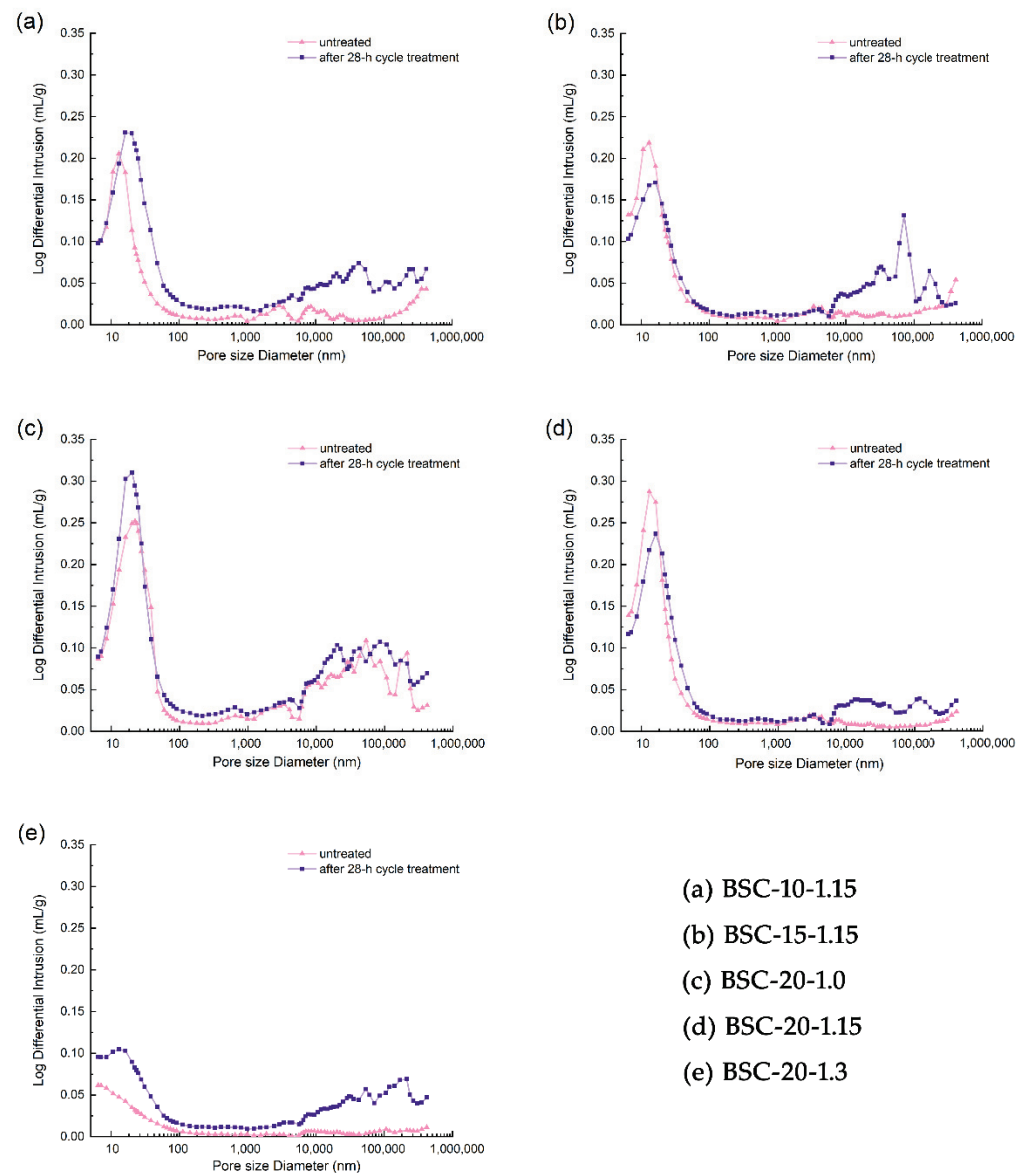 (a)
untreated
after 28-h cycle treatment
0.35
0.30
0.25
0.20
0.15
0.10
0.05
0.00
Log Differential Intrusion (mL/g)
10
100
1,000
10,000
100,000
1,000,000
Pore size Diameter (nm)
(b)
untreated
after 28-h cycle treatment
0.35
0.30
0.25
0.20
0.15
0.10
0.05
0.00
Log Differential Intrusion (mL/g)
10
100
1,000
10,000
100,000
1,000,000
Pore size Diameter (nm)
(c)
untreated
after 28-h cycle treatment
0.35
0.30
0.25
0.20
0.15
0.10
0.05
0.00
Log Differential Intrusion (mL/g)
10
100
1,000
10,000
100,000
1,000,000
Pore size Diameter (nm)
(d)
untreated
after 28-h cycle treatment
0.35
0.30
0.25
0.20
0.15
0.10
0.05
0.00
Log Differential Intrusion (mL/g)
10
100
1,000
10,000
100,000
1,000,000
Pore size Diameter (nm)
(e)
untreated
after 28-h cycle treatment
0.35
0.30
0.25
0.20
0.15
0.10
0.05
0.00
Log Differential Intrusion (mL/g)
10
100
1,000
10,000
100,000
1,000,000
Pore size Diameter (nm)
(a) BSC-10-1.15
(b) BSC-15-1.15
(c) BSC-20-1.0
(d) BSC-20-1.15
(e) BSC-20-1.3